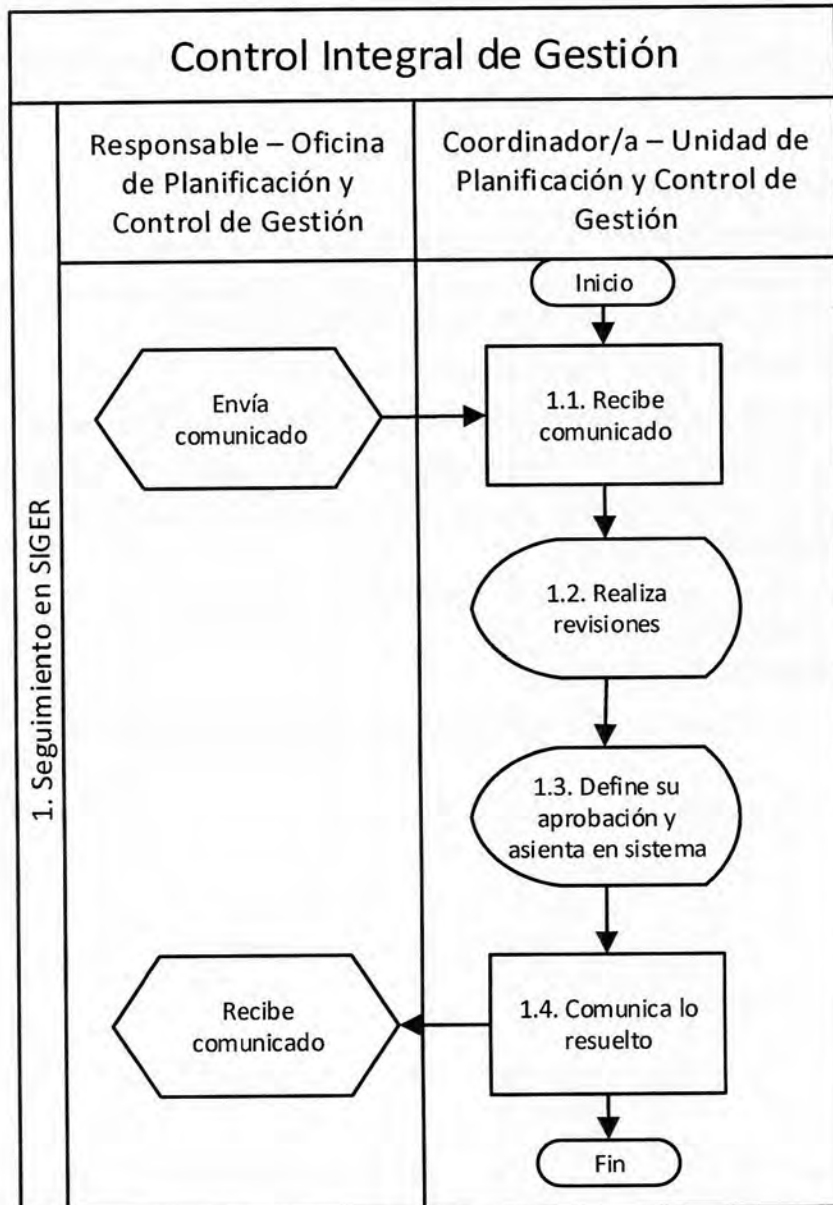 Control Integral de Gestión
Responsable – Oficina
de Planificación y
Control de Gestión
Coordinador/a – Unidad de
Planificación y Control de
Gestión
1. Seguimiento en SIGER
Inicio
Envía
comunicado
1.1. Recibe
comunicado
1.2. Realiza
revisiones
1.3. Define su
aprobación y
asienta en sistema
Recibe
comunicado
1.4. Comunica lo
resuelto
Fin